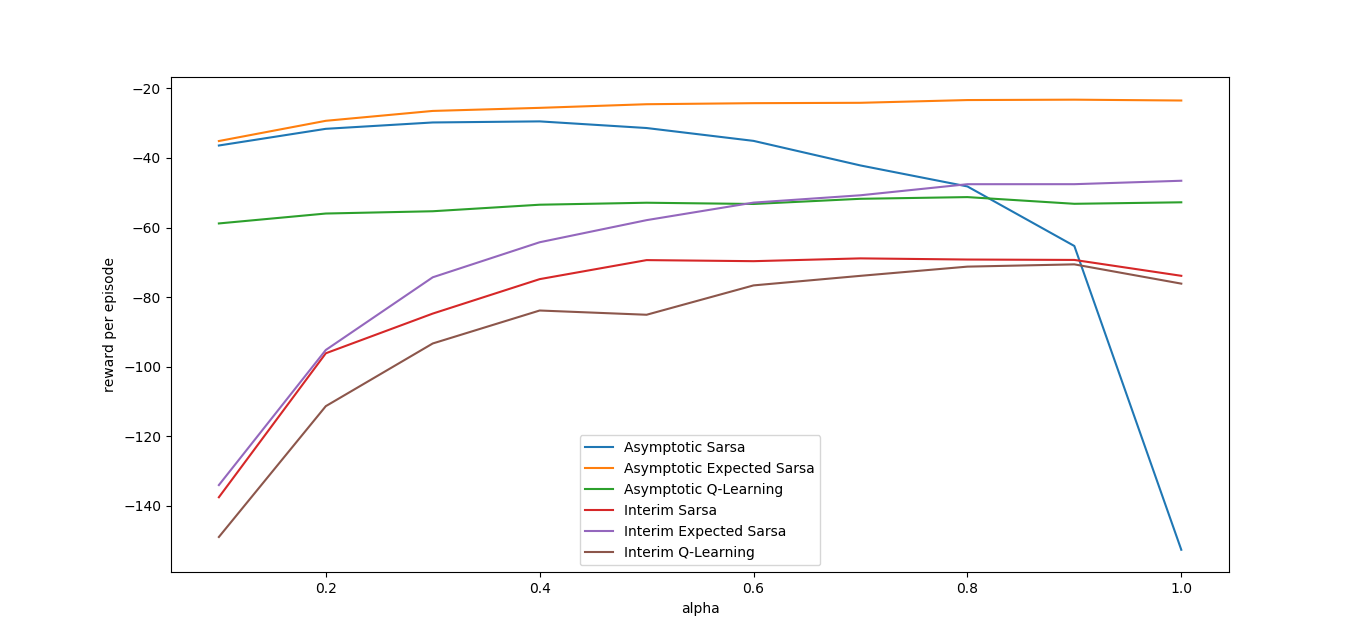 −20
−40
−60
−80
−100
−120
−140
reward per episode
0.2
0.4
0.6
0.8
1.0
alpha
Asymptotic Sarsa
Asymptotic Expected Sarsa
Asymptotic Q-Learning
Interim Sarsa
Interim Expected Sarsa
Interim Q-Learning